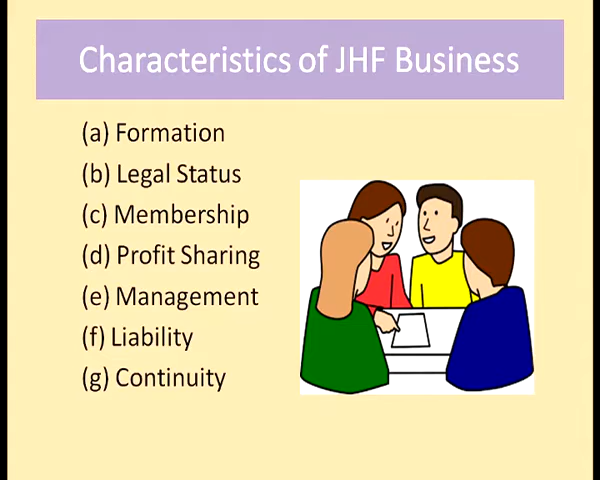 Characteristics of JHF Business
(a) Formation
(b) Legal Status
(c) Membership
(d) Profit Sharing
(e) Management
(f) Liability
(g) Continuity